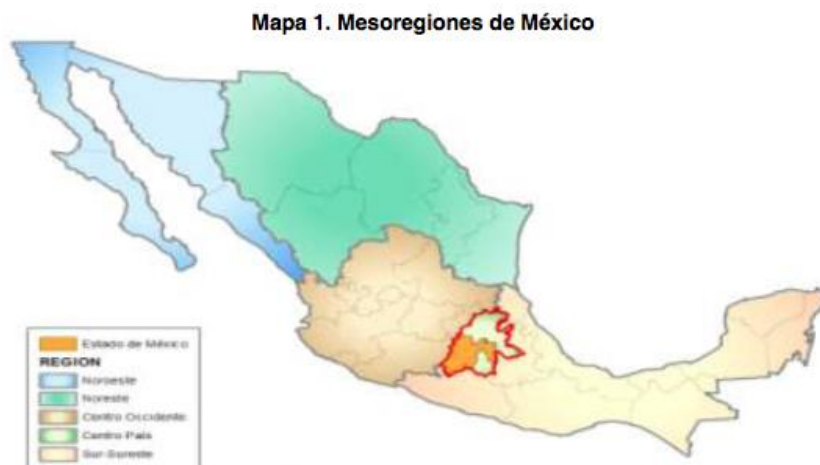 Mapa 1. Mesoregiones de México
Estado de México
REGION
Noroeste
Noreste
Centro Occidente
Centro País
Sur-Sureste